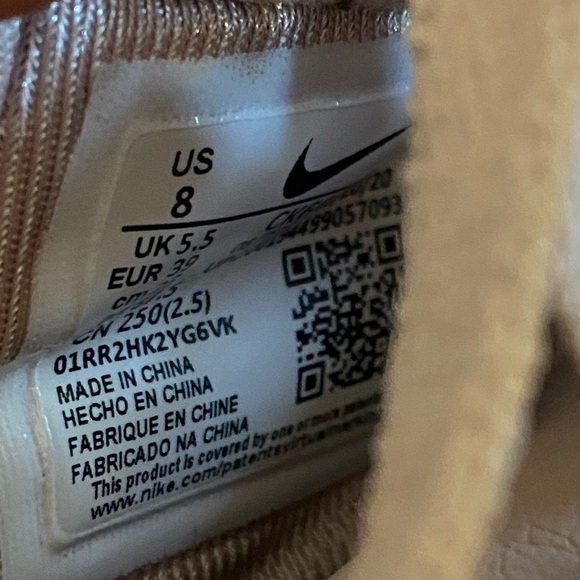 US
8
UK 5.5
EUR 39
CN 250(2.5)
01RR2HK2YG6VK
MADE IN CHINA
HECHO EN CHINA
FABRIQUE EN CHINE
FABRICADO NA CHINA
This product is covered by one or more
www.nike.com/patents